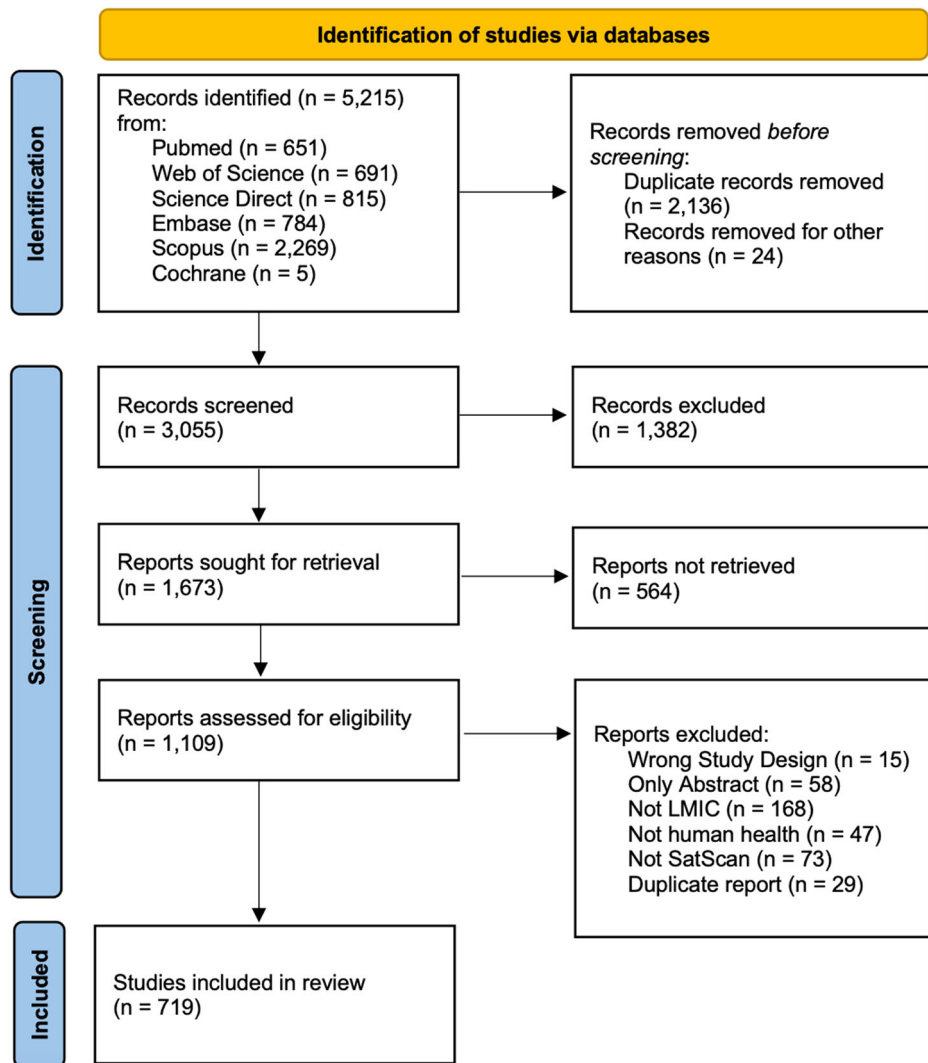 Identification of studies via databases
Identification
Records identified (n = 5,215)
from:
Pubmed (n = 651)
Web of Science (n = 691)
Science Direct (n = 815)
Embase (n = 784)
Scopus (n = 2,269)
Cochrane (n = 5)
Records removed before
screening:
Duplicate records removed
(n = 2,136)
Records removed for other
reasons (n = 24)
Screening
Records screened
(n = 3,055)
Records excluded
(n = 1,382)
Reports sought for retrieval
(n = 1,673)
Reports not retrieved
(n = 564)
Reports assessed for eligibility
(n = 1,109)
Reports excluded:
Wrong Study Design (n = 15)
Only Abstract (n = 58)
Not LMIC (n = 168)
Not human health (n = 47)
Not SatScan (n = 73)
Duplicate report (n = 29)
Included
Studies included in review
(n = 719)